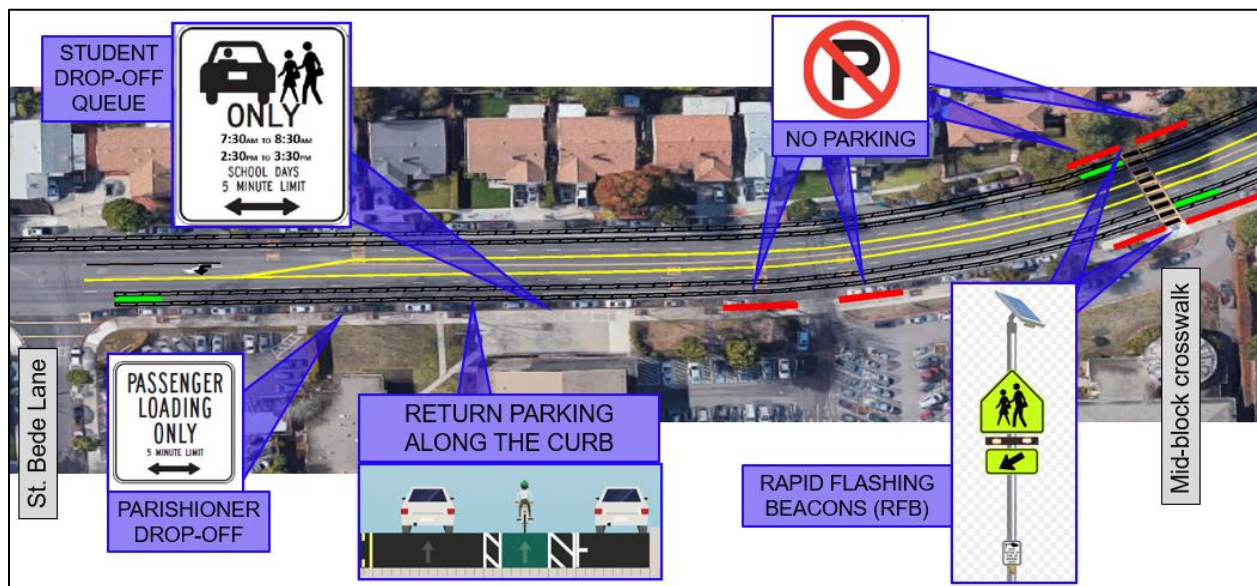 STUDENT
DROP-OFF
QUEUE
ONLY
7:30AM TO 8:30AM
2:30PM TO 3:30PM
SCHOOL DAYS
5 MINUTE LIMIT
P
NO PARKING
St. Bede Lane
PASSENGER
LOADING
ONLY
5 MINUTE LIMIT
PARISHIONER
DROP-OFF
RETURN PARKING
ALONG THE CURB
RAPID FLASHING
BEACONS (RFB)
Mid-block crosswalk